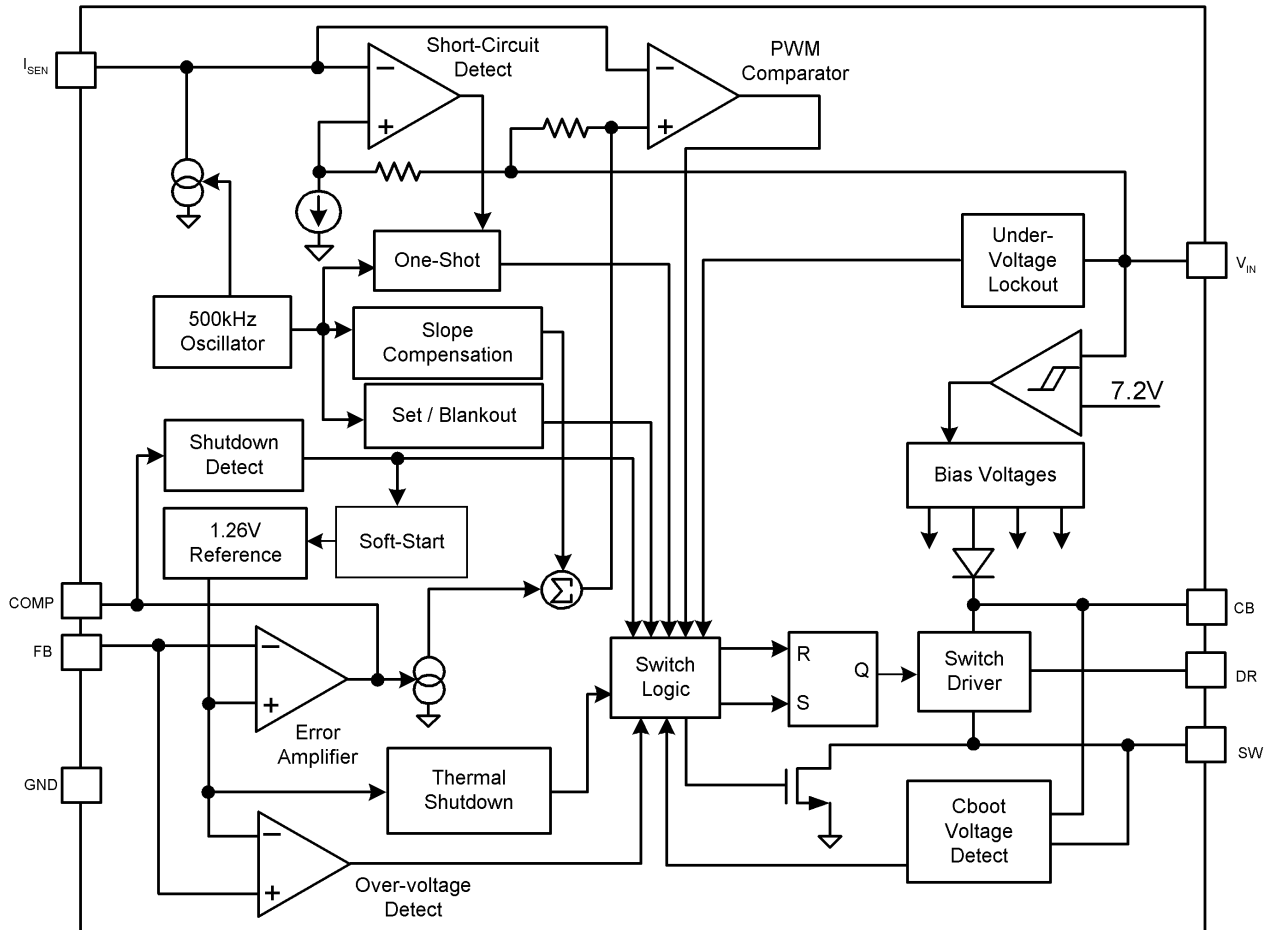 I_SEN
Short-Circuit
Detect
PWM
Comparator
−
+
−
+
One-Shot
Under-
Voltage
Lockout
V_IN
500kHz
Oscillator
Slope
Compensation
7.2V
Set / Blankout
Shutdown
Detect
Bias Voltages
1.26V
Reference
Soft-Start
Σ
COMP
CB
FB
−
+
Error
Amplifier
Switch
Logic
R
S
Q
Switch
Driver
DR
SW
GND
Thermal
Shutdown
Cboot
Voltage
Detect
−
+
Over-voltage
Detect